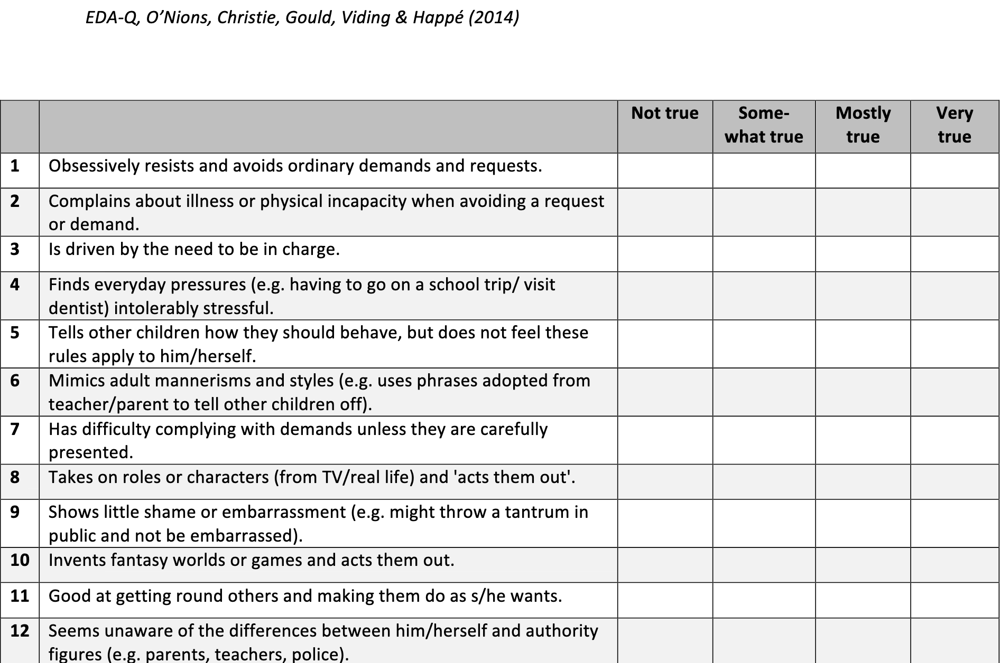 EDA-Q, O’Nions, Christie, Gould, Viding & Happé (2014)
Not true
Some-
what true
Mostly
true
Very
true
1 Obsessively resists and avoids ordinary demands and requests.
2 Complains about illness or physical incapacity when avoiding a request
or demand.
3 Is driven by the need to be in charge.
4 Finds everyday pressures (e.g. having to go on a school trip/ visit
dentist) intolerably stressful.
5 Tells other children how they should behave, but does not feel these
rules apply to him/herself.
6 Mimics adult mannerisms and styles (e.g. uses phrases adopted from
teacher/parent to tell other children off).
7 Has difficulty complying with demands unless they are carefully
presented.
8 Takes on roles or characters (from TV/real life) and 'acts them out'.
9 Shows little shame or embarrassment (e.g. might throw a tantrum in
public and not be embarrassed).
10 Invents fantasy worlds or games and acts them out.
11 Good at getting round others and making them do as s/he wants.
12 Seems unaware of the differences between him/herself and authority
figures (e.g. parents, teachers, police).